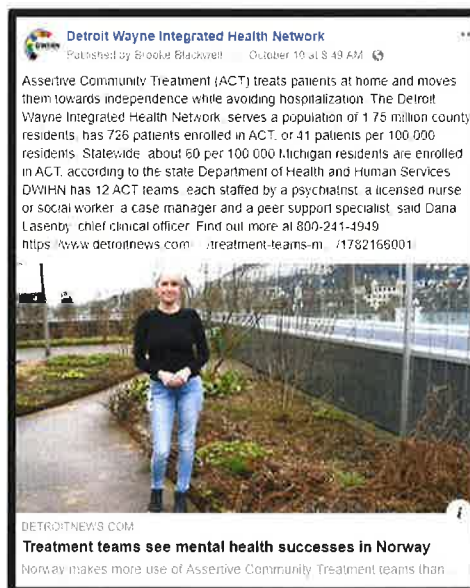 Detroit Wayne Integrated Health Network
Published by Brooke Blackwell
October 10 at 8:49 AM
Assertive Community Treatment (ACT) treats patients at home and moves
them towards independence while avoiding hospitalization. The Detroit
Wayne Integrated Health Network, serves a population of 1.75 million county
residents, has 726 patients enrolled in ACT, or 41 patients per 100,000
residents. Statewide, about 60 per 100,000 Michigan residents are enrolled
in ACT, according to the state Department of Health and Human Services.
DWIHN has 12 ACT teams, each staffed by a psychiatrist, a licensed nurse
or social worker, a case manager and a peer support specialist, said Dana
Lasenby, chief clinical officer. Find out more at 800-241-4949
https://www.detroitnews.com.../treatment-teams-m.../1782166001
DETROITNEWS.COM
Treatment teams see mental health successes in Norway
Norway makes more use of Assertive Community Treatment teams than...